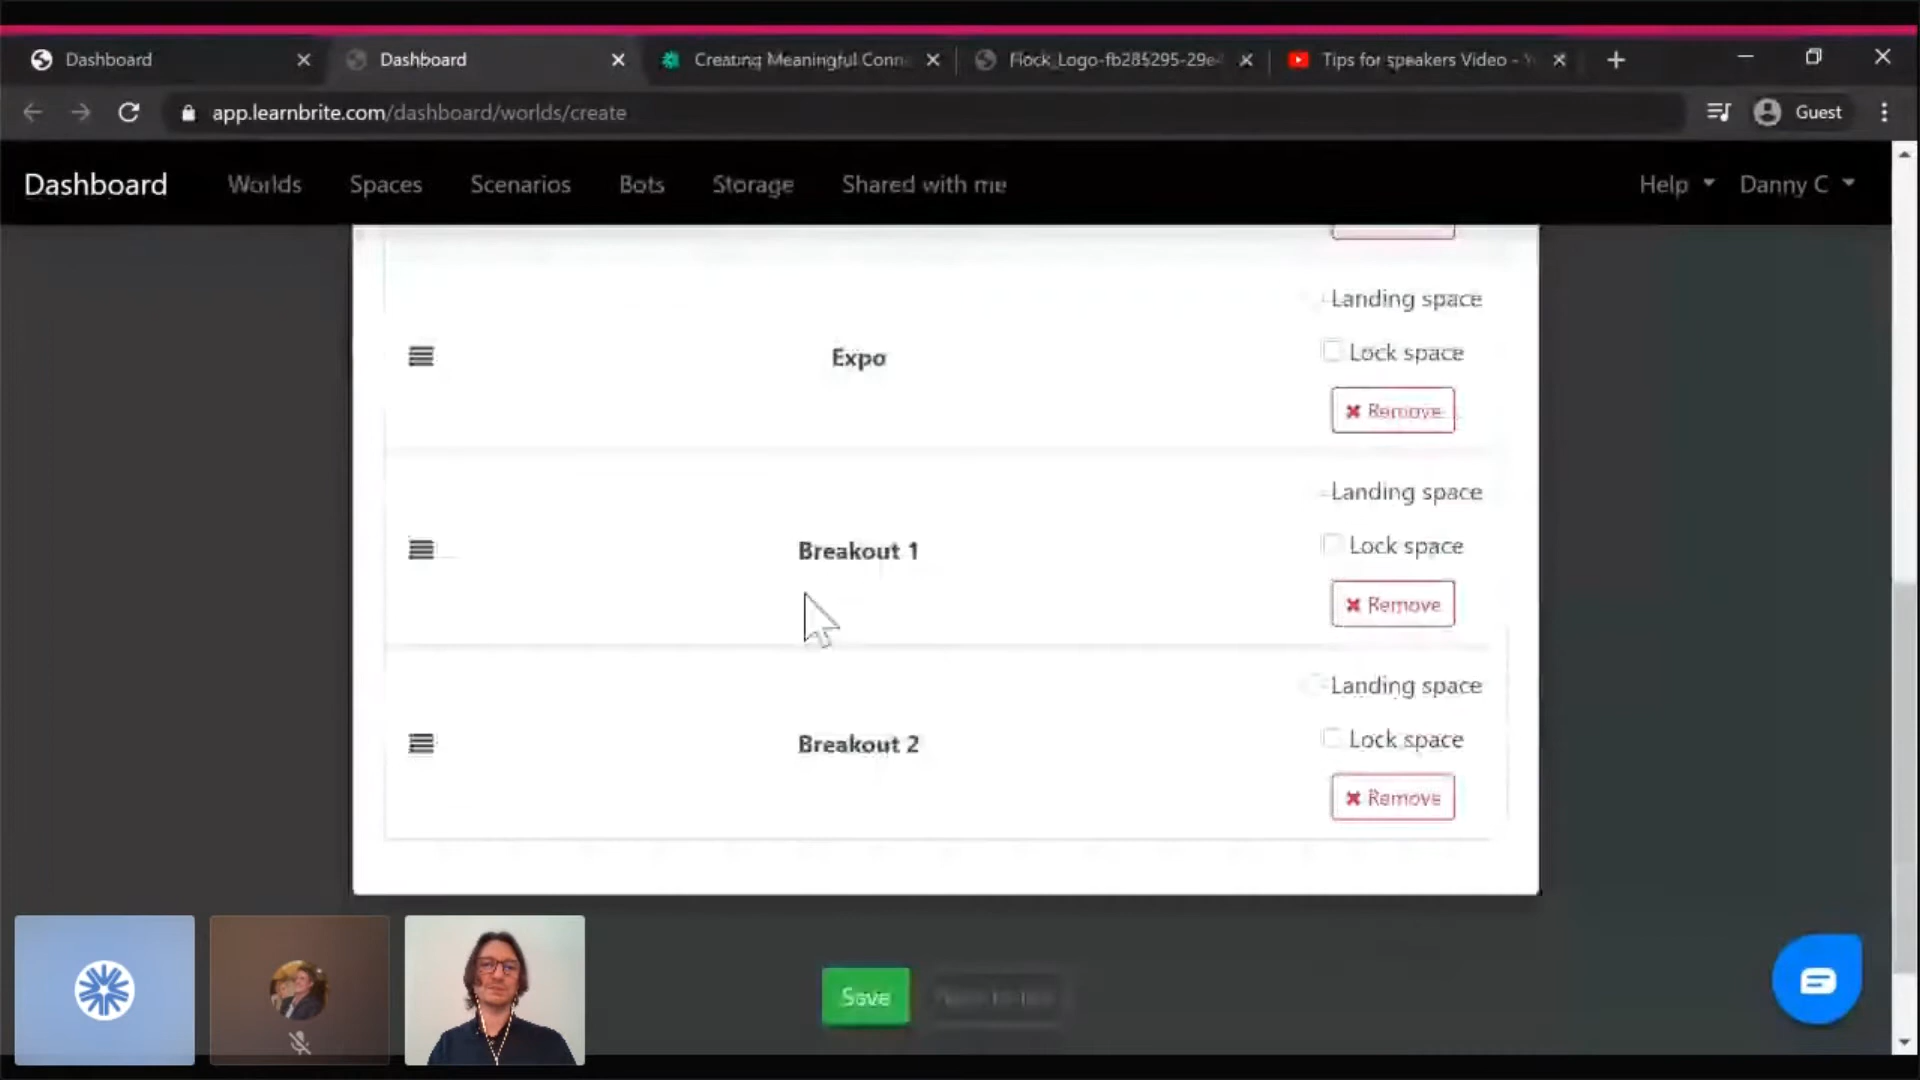 Dashboard
Dashboard
Creating Meaningful Conn
Flock_Logo-fb285295-29e-
Tips for speakers Video -
app.learnbrite.com/dashboard/worlds/create
Guest
Dashboard
Worlds
Spaces
Scenarios
Bots
Storage
Shared with me
Help
Danny C
Landing space
Expo
Lock space
Remove
Landing space
Breakout 1
Lock space
Remove
Landing space
Breakout 2
Lock space
Remove
Save